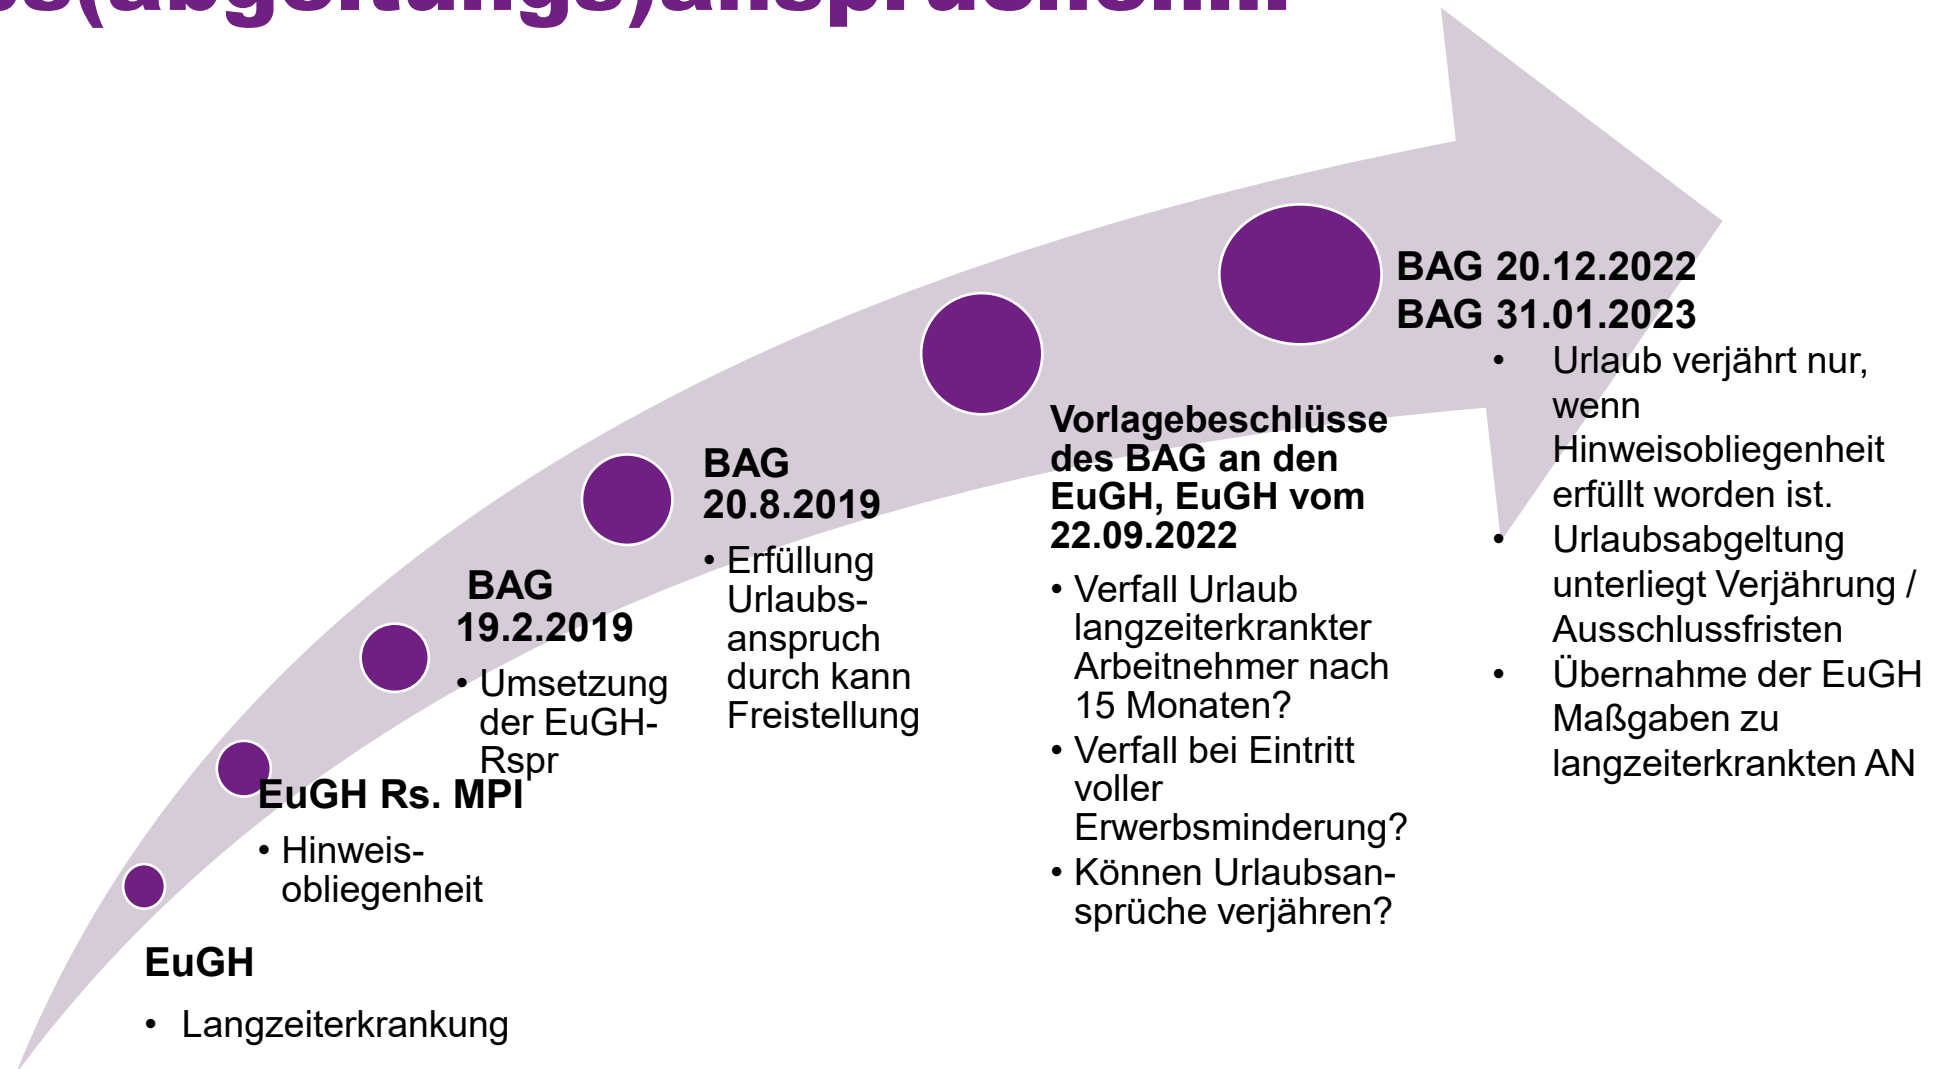 EuGH
• Langzeiterkrankung
EuGH Rs. MPI
• Hinweis-
obliegenheit
BAG
19.2.2019
• Umsetzung
der EuGH-
Rspr
BAG
20.8.2019
• Erfüllung
Urlaubs-
anspruch
durch kann
Freistellung
Vorlagebeschlüsse
des BAG an den
EuGH, EuGH vom
22.09.2022
• Verfall Urlaub
langzeiterkrankter
Arbeitnehmer nach
15 Monaten?
• Verfall bei Eintritt
voller
Erwerbsminderung?
• Können Urlaubsan-
sprüche verjähren?
BAG 20.12.2022
BAG 31.01.2023
• Urlaub verjährt nur,
wenn
Hinweisobliegenheit
erfüllt worden ist.
• Urlaubsabgeltung
unterliegt Verjährung /
Ausschlussfristen
• Übernahme der EuGH
Maßgaben zu
langzeiterkrankten AN